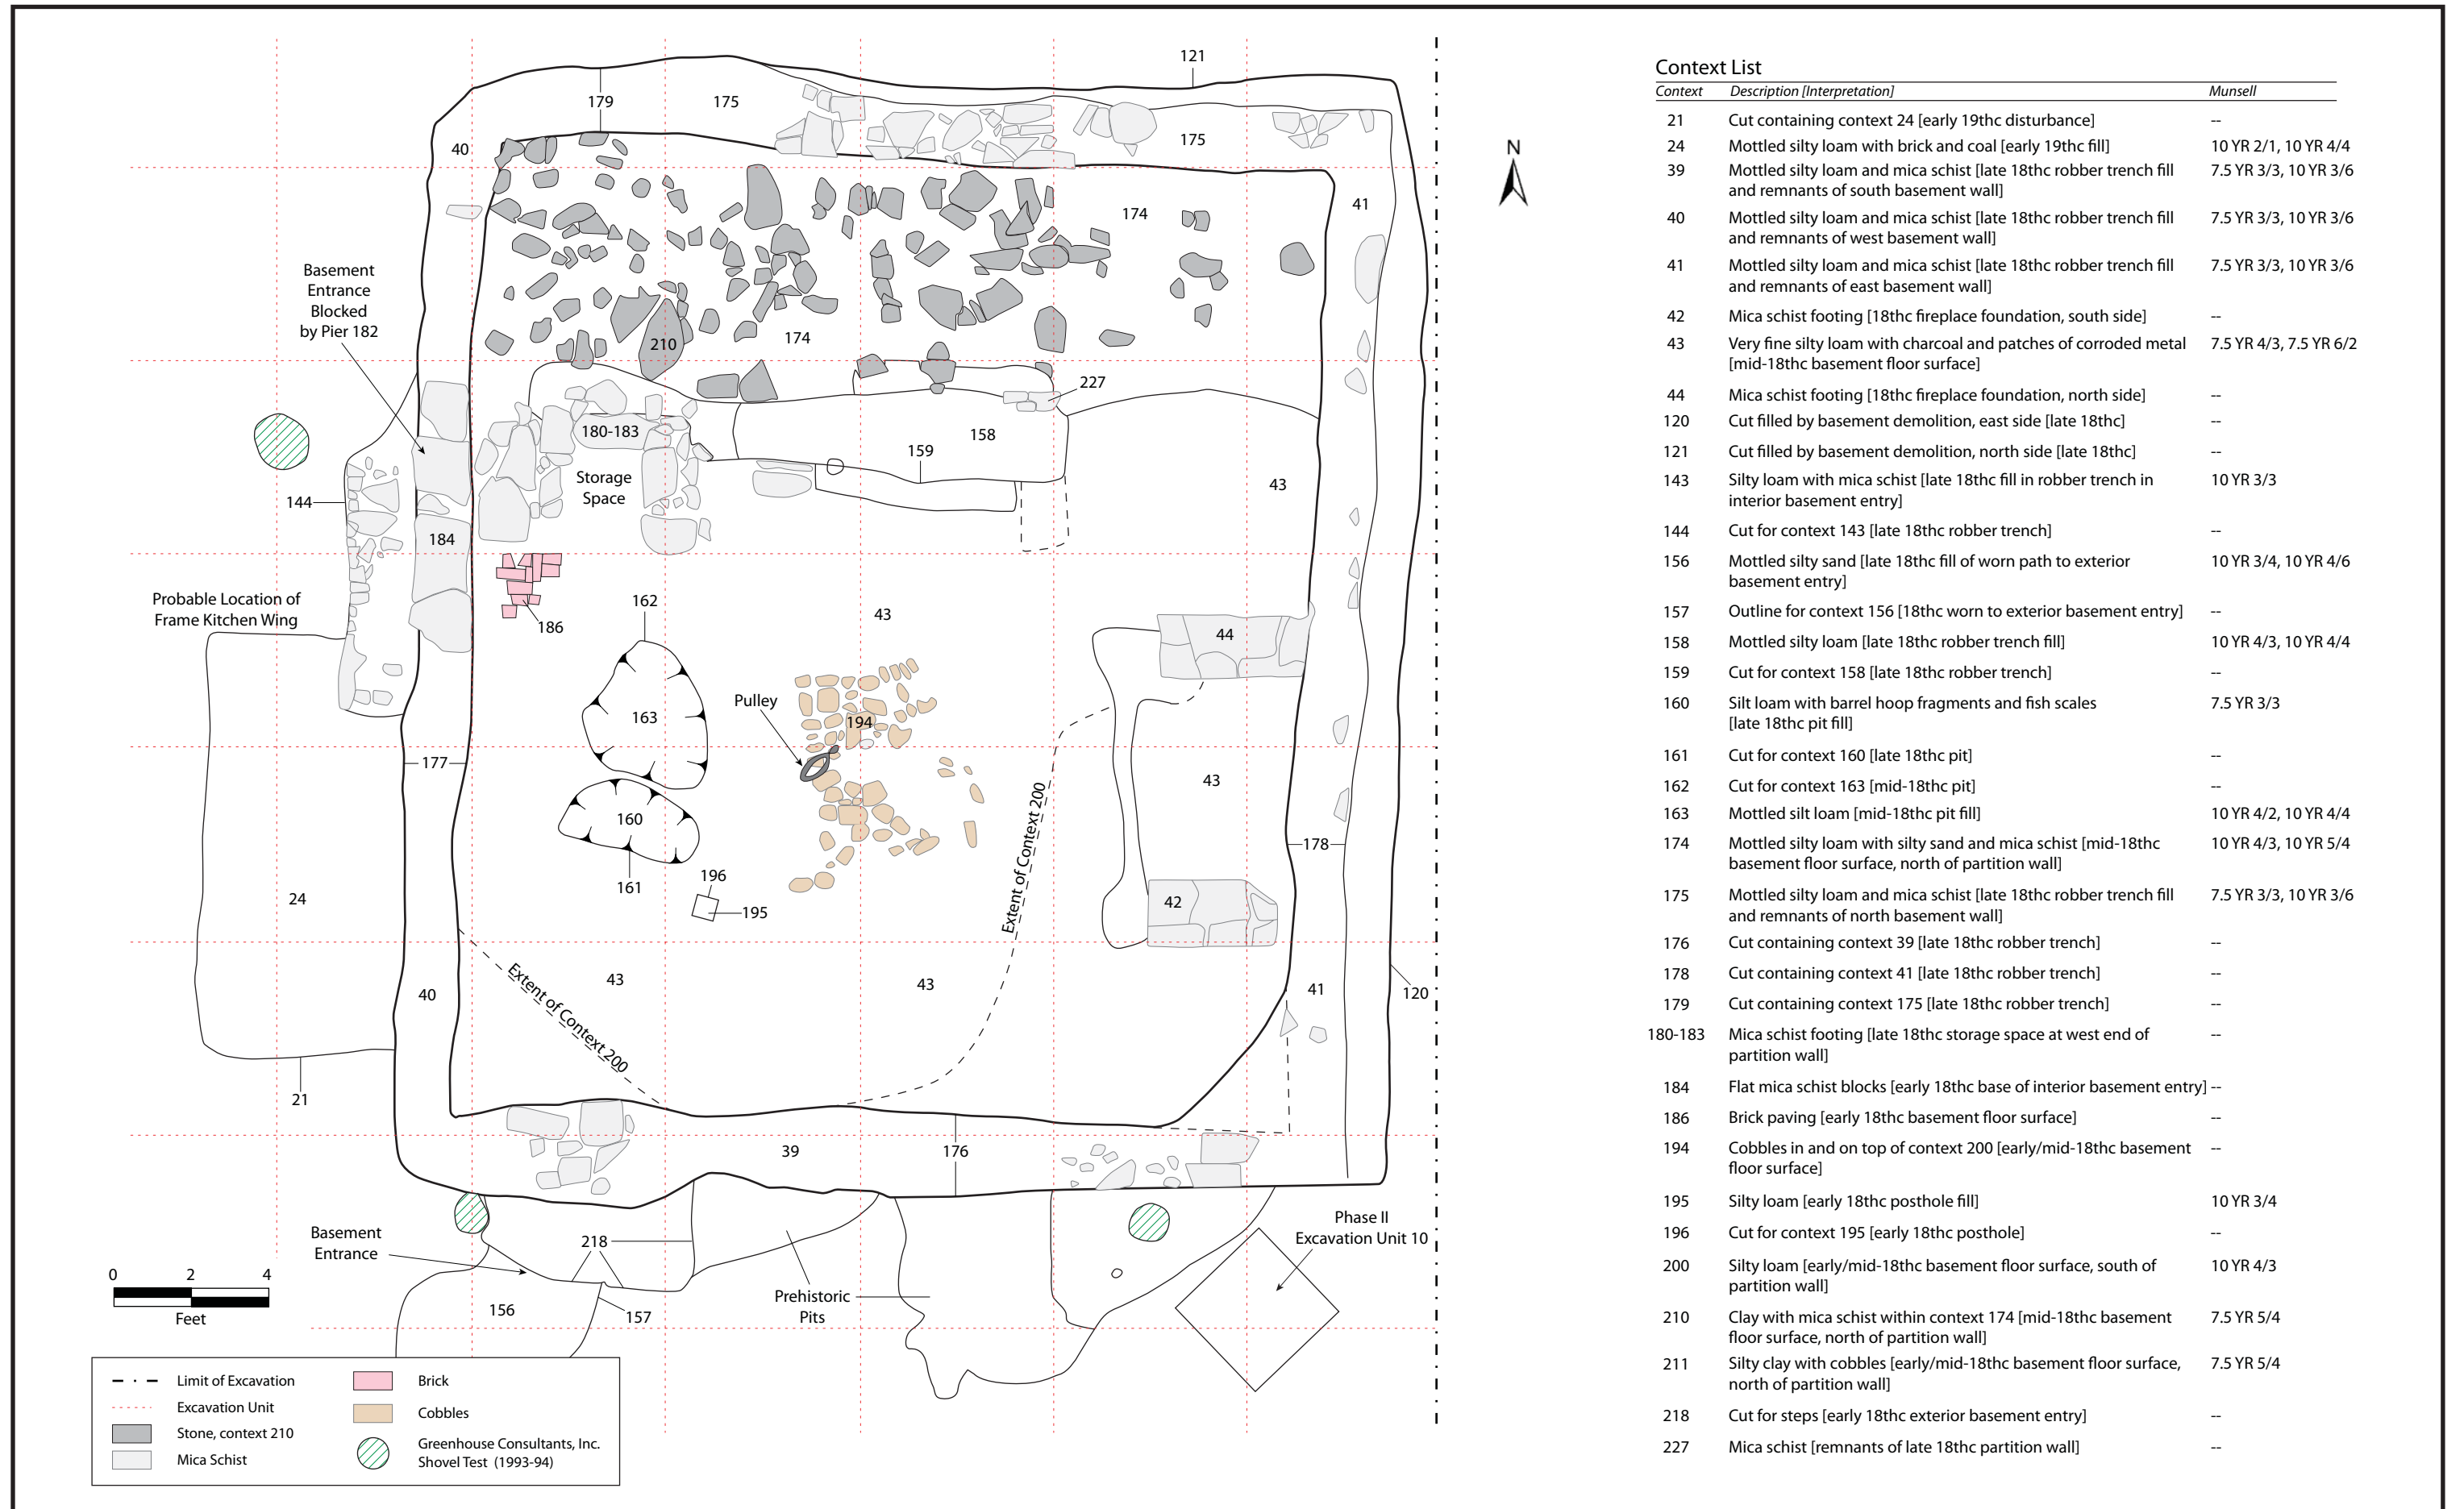 121
179
175
175
40
N
41
174
Basement
Entrance
Blocked
by Pier 182
210
174
227
180-183
158
159
Storage
Space
43
144
184
Probable Location of
Frame Kitchen Wing
162
43
186
44
Pulley
163
194
177
43
160
Extent of Context 200
178
161
196
195
24
42
Extent of Context 200
43
43
40
41
120
21
39
176
Basement
Entrance
218
Phase II
Excavation Unit 10
0 2 4
Feet
156
157
Prehistoric
Pits
Limit of Excavation
Excavation Unit
Stone, context 210
Mica Schist
Brick
Cobbles
Greenhouse Consultants, Inc.
Shovel Test (1993-94)
Context List
Context Description [Interpretation] Munsell
21 Cut containing context 24 [early 19thc disturbance] --
24 Mottled silty loam with brick and coal [early 19thc fill] 10 YR 2/1, 10 YR 4/4
39 Mottled silty loam and mica schist [late 18thc robber trench fill 7.5 YR 3/3, 10 YR 3/6
and remnants of south basement wall]
40 Mottled silty loam and mica schist [late 18thc robber trench fill 7.5 YR 3/3, 10 YR 3/6
and remnants of west basement wall]
41 Mottled silty loam and mica schist [late 18thc robber trench fill 7.5 YR 3/3, 10 YR 3/6
and remnants of east basement wall]
42 Mica schist footing [18thc fireplace foundation, south side] --
43 Very fine silty loam with charcoal and patches of corroded metal 7.5 YR 4/3, 7.5 YR 6/2
[mid-18thc basement floor surface]
44 Mica schist footing [18thc fireplace foundation, north side] --
120 Cut filled by basement demolition, east side [late 18thc] --
121 Cut filled by basement demolition, north side [late 18thc] --
143 Silty loam with mica schist [late 18thc fill in robber trench in 10 YR 3/3
interior basement entry]
144 Cut for context 143 [late 18thc robber trench] --
156 Mottled silty sand [late 18thc fill of worn path to exterior 10 YR 3/4, 10 YR 4/6
basement entry]
157 Outline for context 156 [18thc worn to exterior basement entry] --
158 Mottled silty loam [late 18thc robber trench fill] 10 YR 4/3, 10 YR 4/4
159 Cut for context 158 [late 18thc robber trench] --
160 Silt loam with barrel hoop fragments and fish scales 7.5 YR 3/3
[late 18thc pit fill]
161 Cut for context 160 [late 18thc pit] --
162 Cut for context 163 [mid-18thc pit] --
163 Mottled silt loam [mid-18thc pit fill] 10 YR 4/2, 10 YR 4/4
174 Mottled silty loam with silty sand and mica schist [mid-18thc 10 YR 4/3, 10 YR 5/4
basement floor surface, north of partition wall]
175 Mottled silty loam and mica schist [late 18thc robber trench fill 7.5 YR 3/3, 10 YR 3/6
and remnants of north basement wall]
176 Cut containing context 39 [late 18thc robber trench] --
178 Cut containing context 41 [late 18thc robber trench] --
179 Cut containing context 175 [late 18thc robber trench] --
180-183 Mica schist footing [late 18thc storage space at west end of --
partition wall]
184 Flat mica schist blocks [early 18thc base of interior basement entry] --
186 Brick paving [early 18thc basement floor surface] --
194 Cobbles in and on top of context 200 [early/mid-18thc basement --
floor surface]
195 Silty loam [early 18thc posthole fill] 10 YR 3/4
196 Cut for context 195 [early 18thc posthole] --
200 Silty loam [early/mid-18thc basement floor surface, south of 10 YR 4/3
partition wall]
210 Clay with mica schist within context 174 [mid-18thc basement 7.5 YR 5/4
floor surface, north of partition wall]
211 Silty clay with cobbles [early/mid-18thc basement floor surface, 7.5 YR 5/4
north of partition wall]
218 Cut for steps [early 18thc exterior basement entry] --
227 Mica schist [remnants of late 18thc partition wall] --